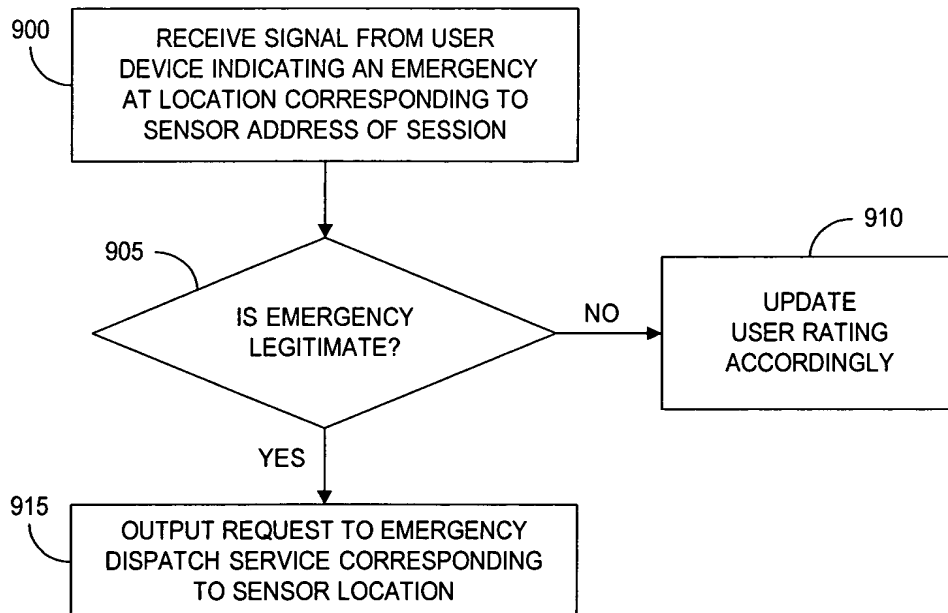 900
RECEIVE SIGNAL FROM USER
DEVICE INDICATING AN EMERGENCY
AT LOCATION CORRESPONDING TO
SENSOR ADDRESS OF SESSION
905
IS EMERGENCY
LEGITIMATE?
NO
910
UPDATE
USER RATING
ACCORDINGLY
YES
915
OUTPUT REQUEST TO EMERGENCY
DISPATCH SERVICE CORRESPONDING
TO SENSOR LOCATION